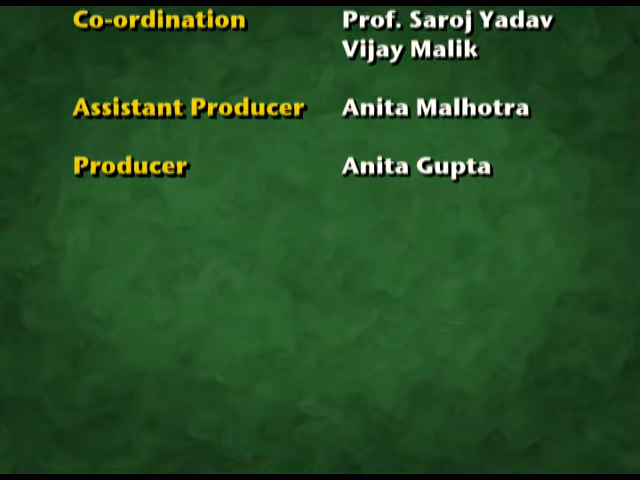 Co-ordination Prof. Saroj Yadav
Vijay Malik
Assistant Producer Anita Malhotra
Producer Anita Gupta